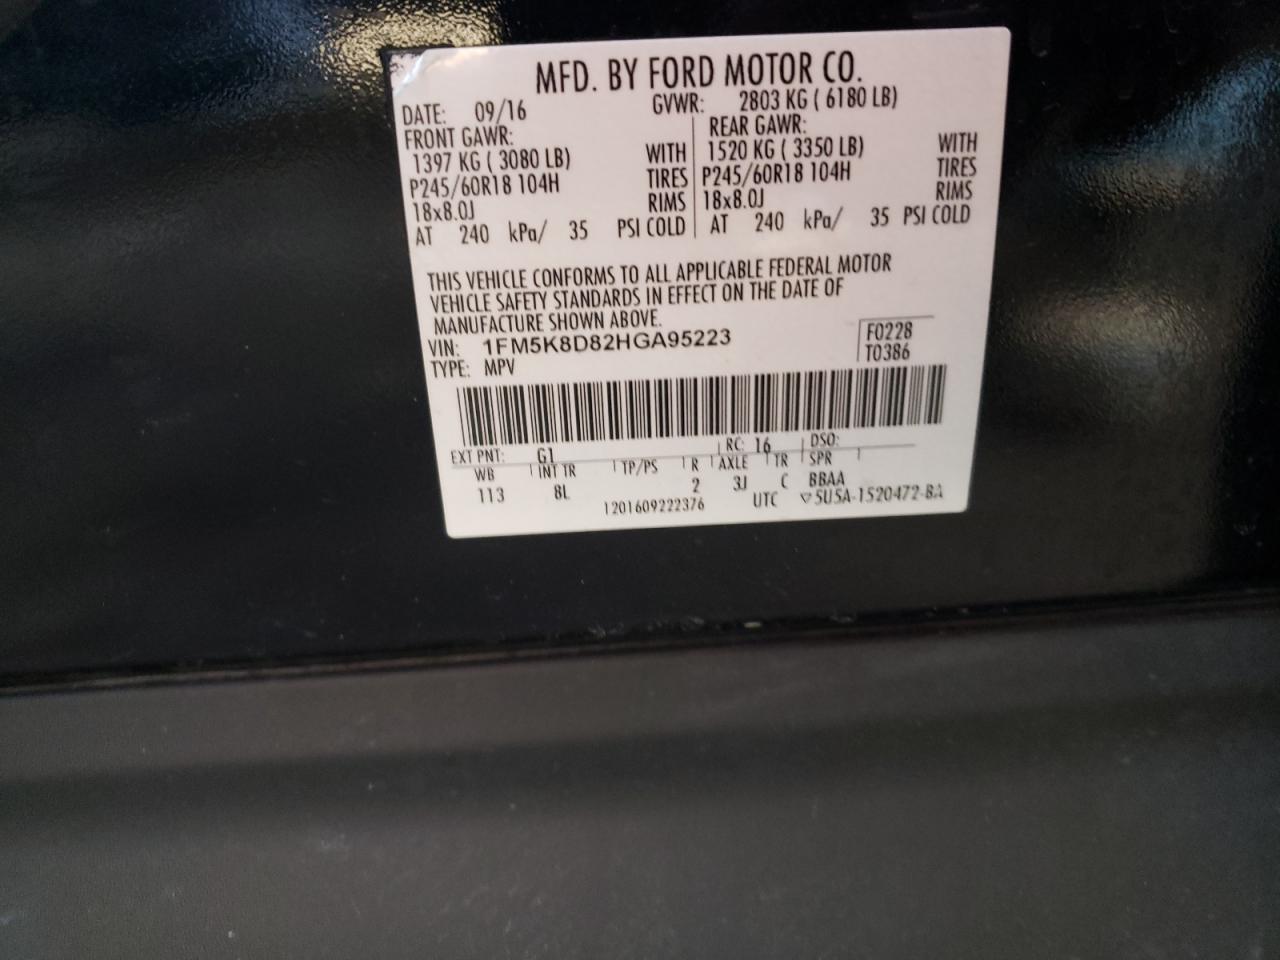 MFD. BY FORD MOTOR CO.
DATE: 09/16 GVWR: 2803 KG ( 6180 LB)
FRONT GAWR: REAR GAWR:
1397 KG ( 3080 LB) WITH 1520 KG ( 3350 LB) WITH
P245/60R18 104H TIRES P245/60R18 104H TIRES
18x8.0J RIMS 18x8.0J RIMS
AT 240 kPa/ 35 PSI COLD AT 240 kPa/ 35 PSI COLD
THIS VEHICLE CONFORMS TO ALL APPLICABLE FEDERAL MOTOR
VEHICLE SAFETY STANDARDS IN EFFECT ON THE DATE OF
MANUFACTURE SHOWN ABOVE.
VIN: 1FM5K8D82HGA95223 F0228
TYPE: MPV T0386
EXT PNT: G1 RC: 16 DSO:
WB INT TR TP/PS R AXLE TR SPR
113 8L 2 3J C BBAA
1201609222376 UTC ▽5U5A-1520472-BA